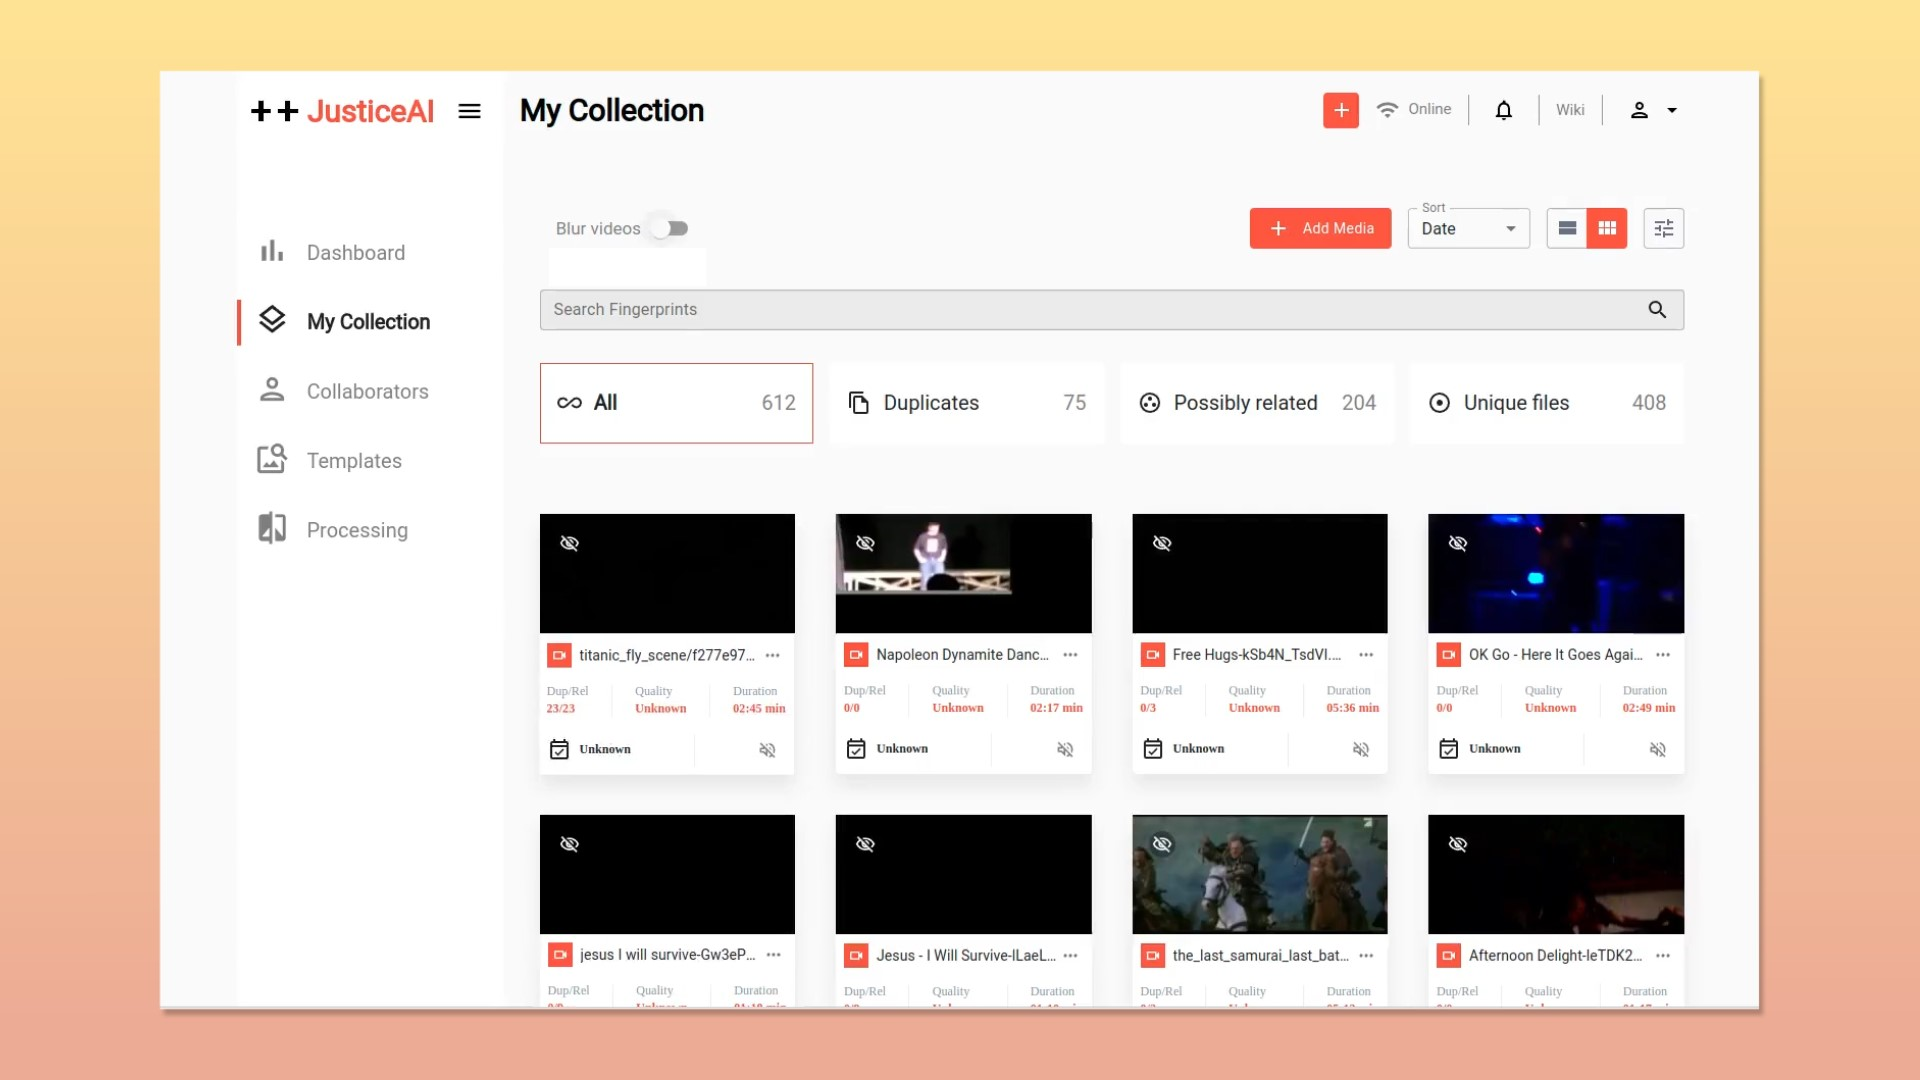 ++ JusticeAI
My Collection
+ Online
Wiki
Dashboard
My Collection
Collaborators
Templates
Processing
Blur videos
+ Add Media
Sort
Date
Search Fingerprints
All 612
Duplicates 75
Possibly related 204
Unique files 408
titanic_fly_scene/f277e97... ...
Dup/Rel Quality Duration
23/23 Unknown 02:45 min
Unknown
Napoleon Dynamite Danc... ...
Dup/Rel Quality Duration
0/0 Unknown 02:17 min
Unknown
Free Hugs-kSb4N_TsdVI.... ...
Dup/Rel Quality Duration
0/3 Unknown 05:36 min
Unknown
OK Go - Here It Goes Agai... ...
Dup/Rel Quality Duration
0/0 Unknown 02:49 min
Unknown
jesus I will survive-Gw3eP... ...
Dup/Rel Quality Duration
Jesus - I Will Survive-ILaeL... ...
Dup/Rel Quality Duration
the_last_samurai_last_bat... ...
Dup/Rel Quality Duration
Afternoon Delight-IeTDK2... ...
Dup/Rel Quality Duration